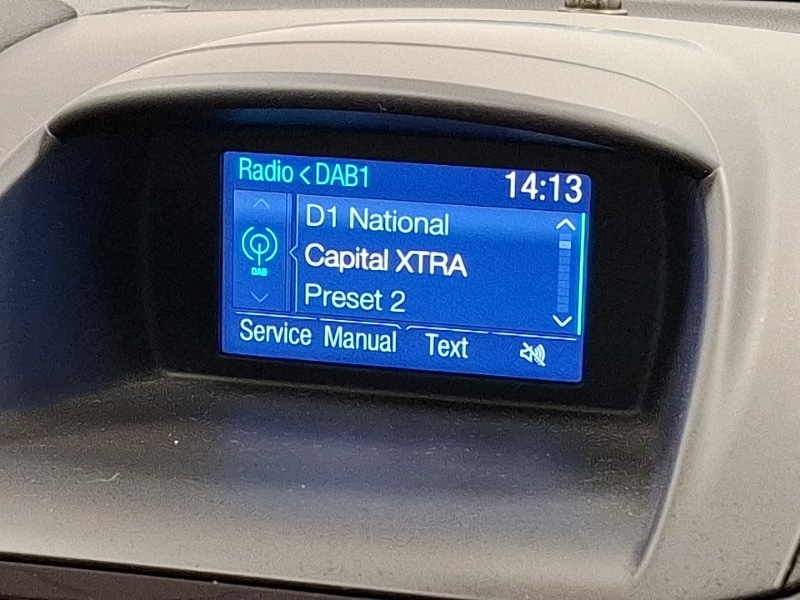 Radio < DAB1 14:13
D1 National
DAB Capital XTRA
Preset 2
Service Manual Text